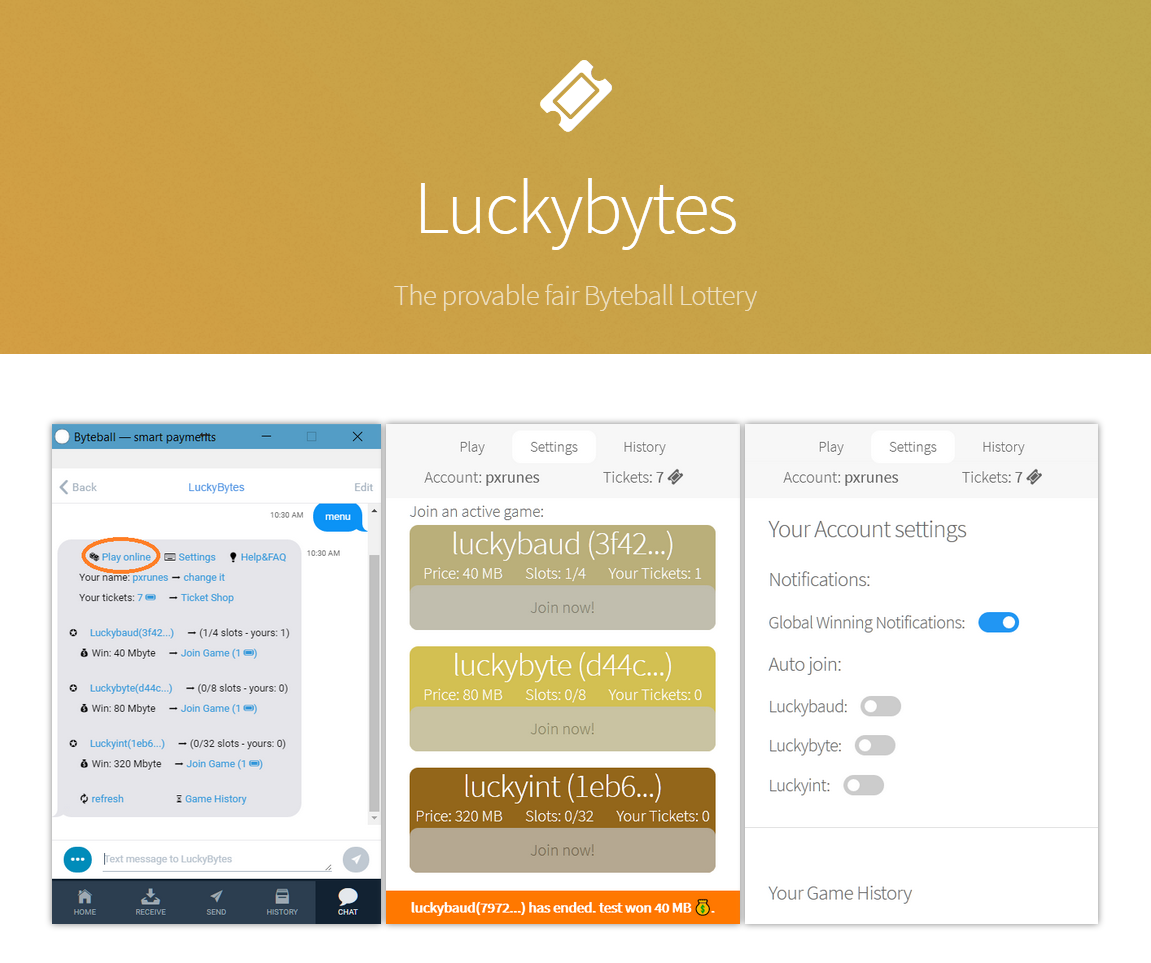 Luckybytes
The provable fair Byteball Lottery
Byteball — smart payments
Back
LuckyBytes
Edit
10:30 AM
menu
Play online Settings Help&FAQ
10:30 AM
Your name: pxrunes → change it
Your tickets: 7 → Ticket Shop
Luckybaud(3f42...) → (1/4 slots - yours: 1)
Win: 40 Mbyte → Join Game (1 )
Luckybyte(d44c...) → (0/8 slots - yours: 0)
Win: 80 Mbyte → Join Game (1 )
Luckyint(1eb6...) → (0/32 slots - yours: 0)
Win: 320 Mbyte → Join Game (1 )
refresh Game History
Text message to LuckyBytes
HOME RECEIVE SEND HISTORY CHAT
Play Settings History
Account: pxrunes Tickets: 7
Join an active game:
luckybaud (3f42...)
Price: 40 MB Slots: 1/4 Your Tickets: 1
Join now!
luckybyte (d44c...)
Price: 80 MB Slots: 0/8 Your Tickets: 0
Join now!
luckyint (1eb6...)
Price: 320 MB Slots: 0/32 Your Tickets: 0
Join now!
luckybaud(7972...) has ended. test won 40 MB 💰.
Play Settings History
Account: pxrunes Tickets: 7
Your Account settings
Notifications:
Global Winning Notifications:
Auto join:
Luckybaud:
Luckybyte:
Luckyint:
Your Game History